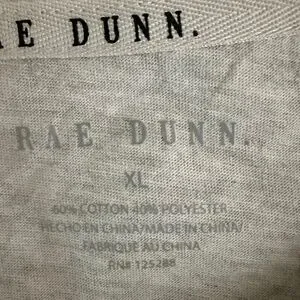 AE DUNN.
RAE DUNN.
XL
60% COTTON 40% POLYESTER
HECHO EN CHINA/MADE IN CHINA/
FABRIQUE AU CHINA
RN# 125288